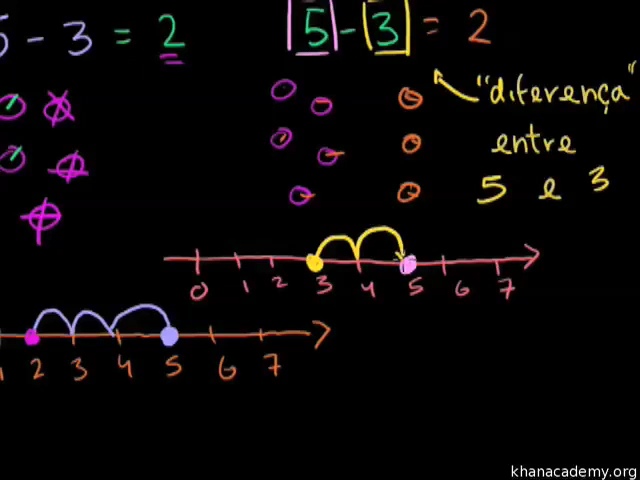 5 - 3 = 2
5 - 3 = 2
"diferença"
entre
5 e 3
0 1 2 3 4 5 6 7
1 2 3 4 5 6 7
khanacademy.org